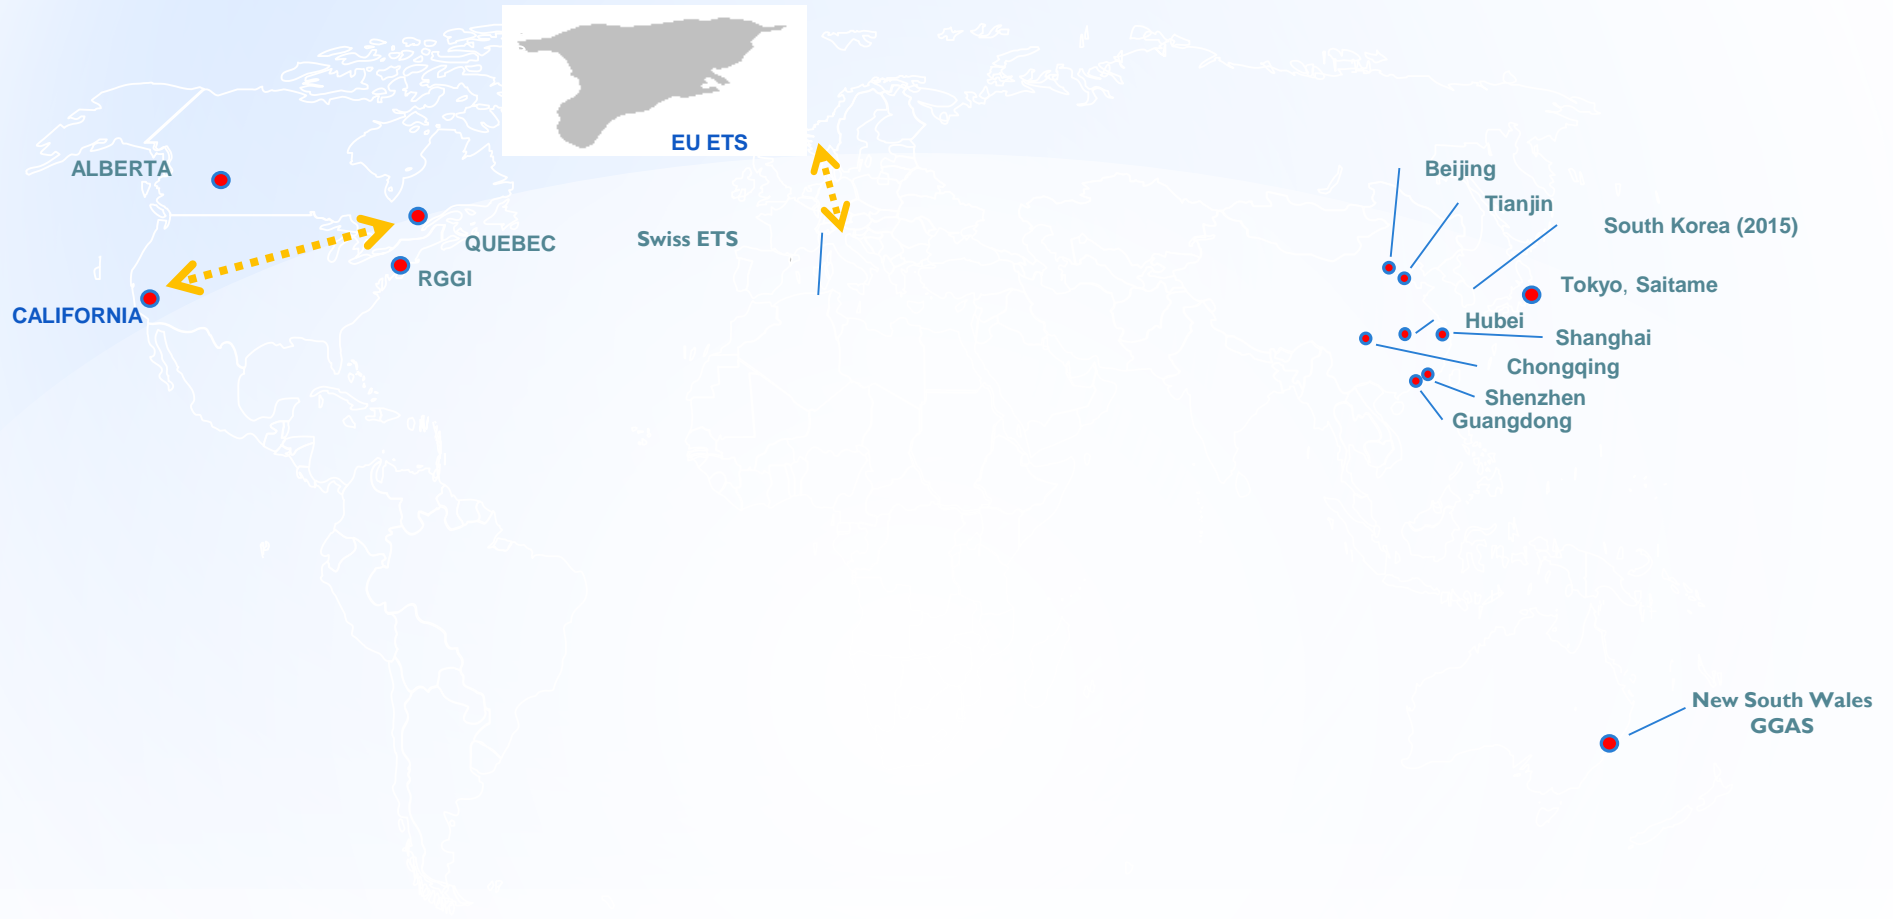 EU ETS
ALBERTA
Beijing
Tianjin
South Korea (2015)
QUEBEC
Swiss ETS
RGGI
Tokyo, Saitame
CALIFORNIA
Hubei
Shanghai
Chongqing
Shenzhen
Guangdong
New South Wales
GGAS